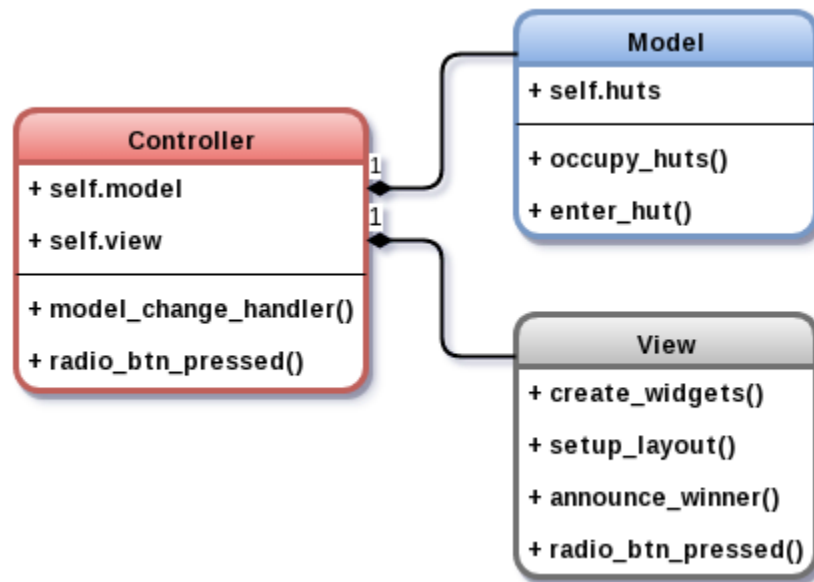 Controller
+ self.model
+ self.view
+ model_change_handler()
+ radio_btn_pressed()
1
1
Model
+ self.huts
+ occupy_huts()
+ enter_hut()
View
+ create_widgets()
+ setup_layout()
+ announce_winner()
+ radio_btn_pressed()